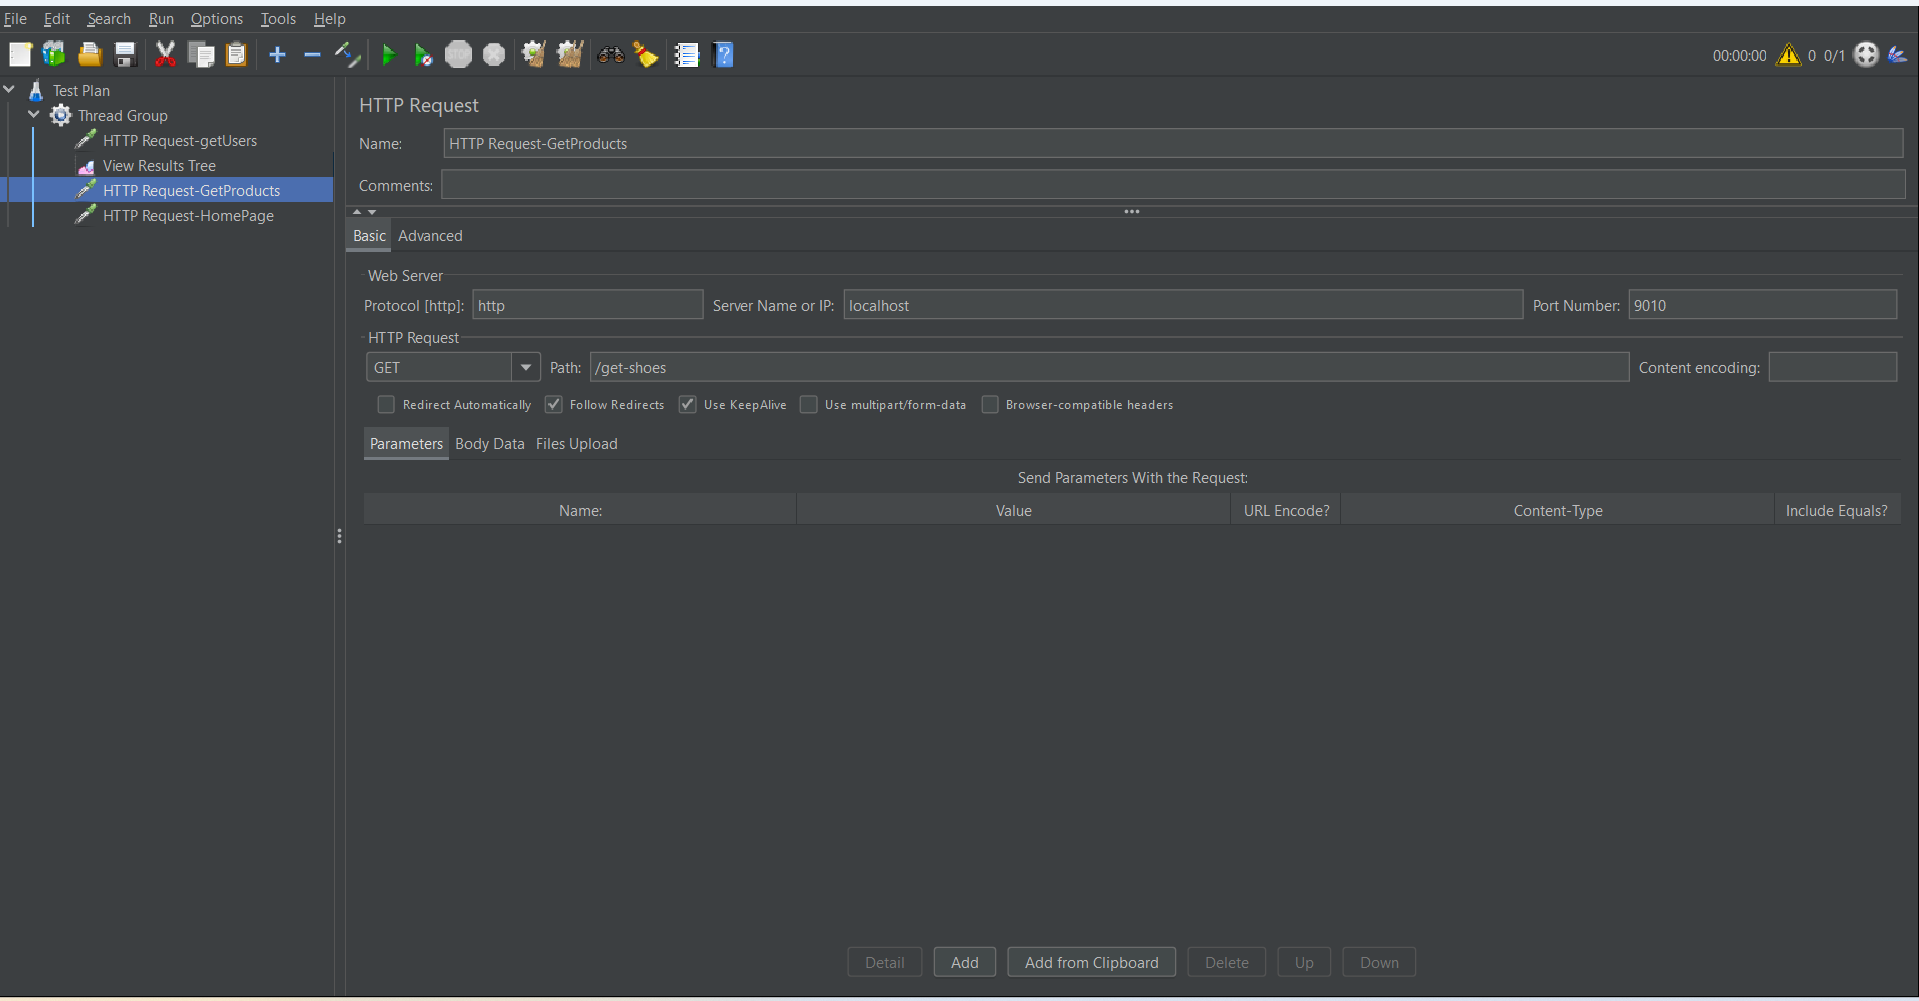 File Edit Search Run Options Tools Help
STOP
00:00:00 0 0/1
Test Plan
Thread Group
HTTP Request-getUsers
View Results Tree
HTTP Request-GetProducts
HTTP Request-HomePage
HTTP Request
Name: HTTP Request-GetProducts
Comments:
Basic Advanced
Web Server
Protocol [http]: http Server Name or IP: localhost Port Number: 9010
HTTP Request
GET Path: /get-shoes Content encoding:
Redirect Automatically Follow Redirects Use KeepAlive Use multipart/form-data Browser-compatible headers
Parameters Body Data Files Upload
Send Parameters With the Request:
Name: Value URL Encode? Content-Type Include Equals?
Detail Add Add from Clipboard Delete Up Down